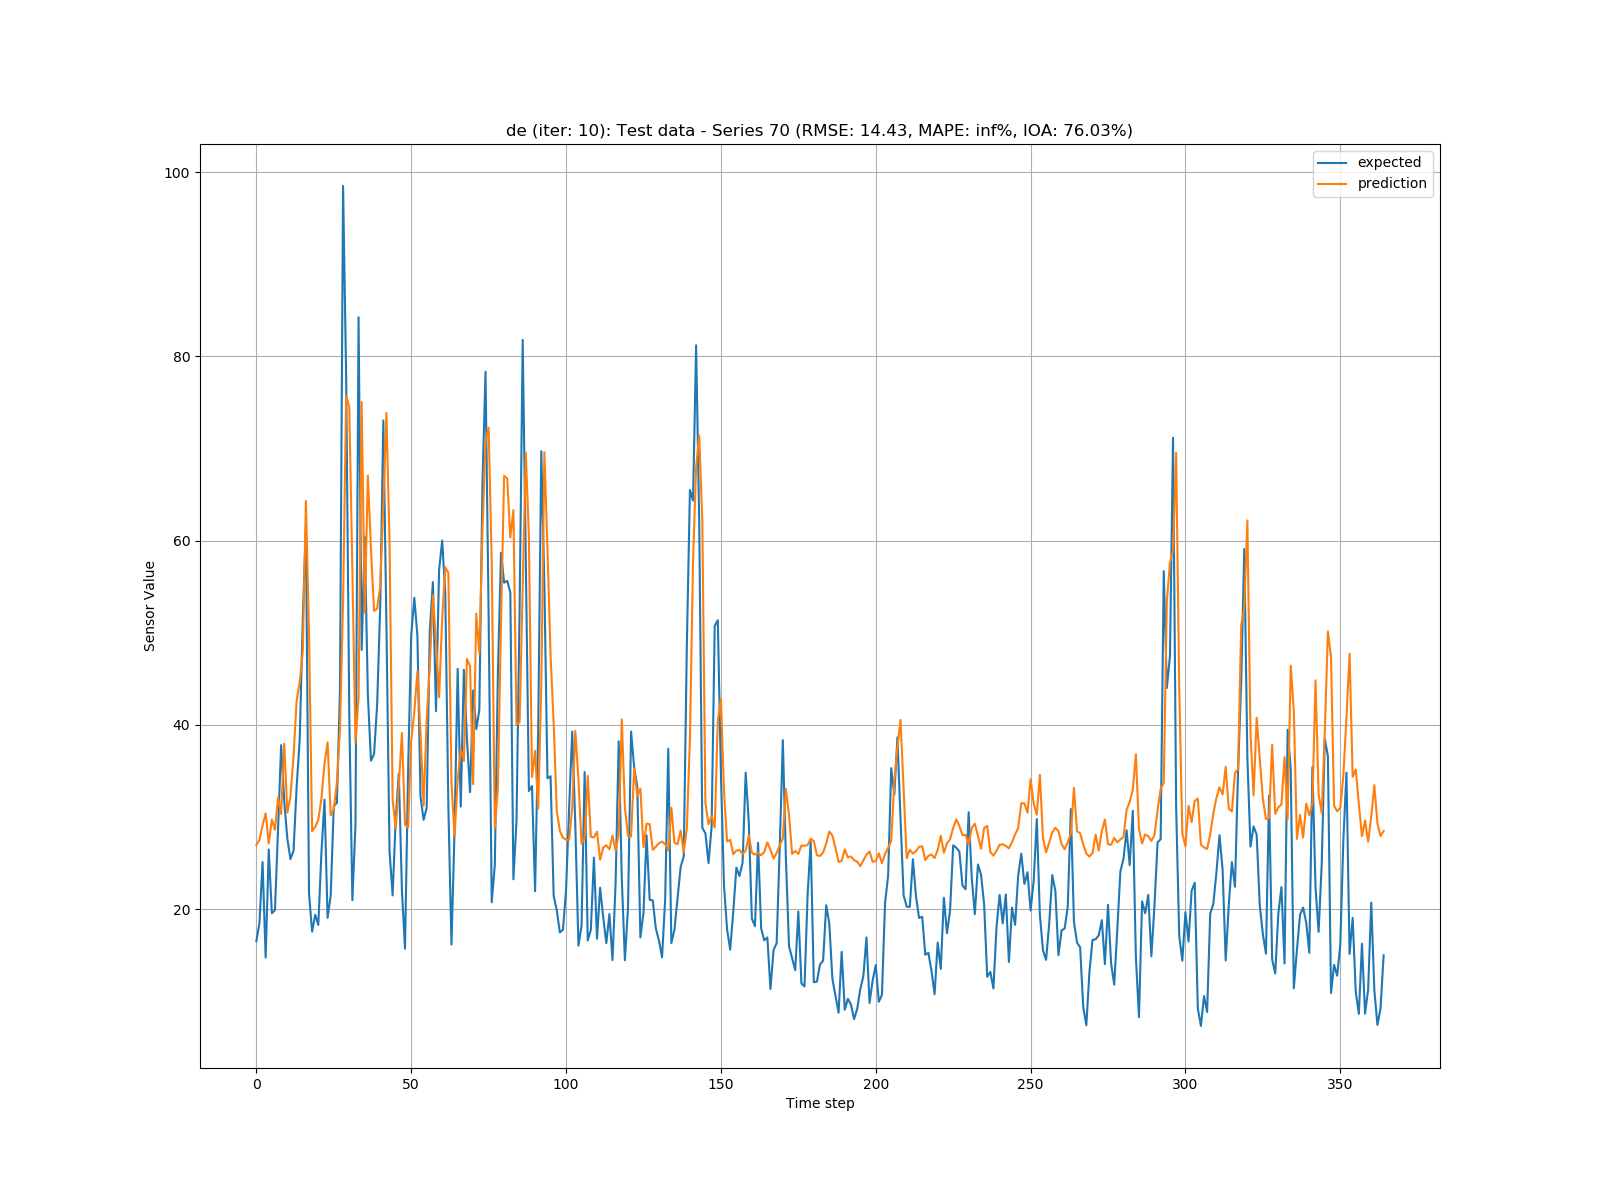 de (iter: 10): Test data - Series 70 (RMSE: 14.43, MAPE: inf%, IOA: 76.03%)
expected
prediction
100
80
60
40
20
Sensor Value
0 50 100 150 200 250 300 350
Time step